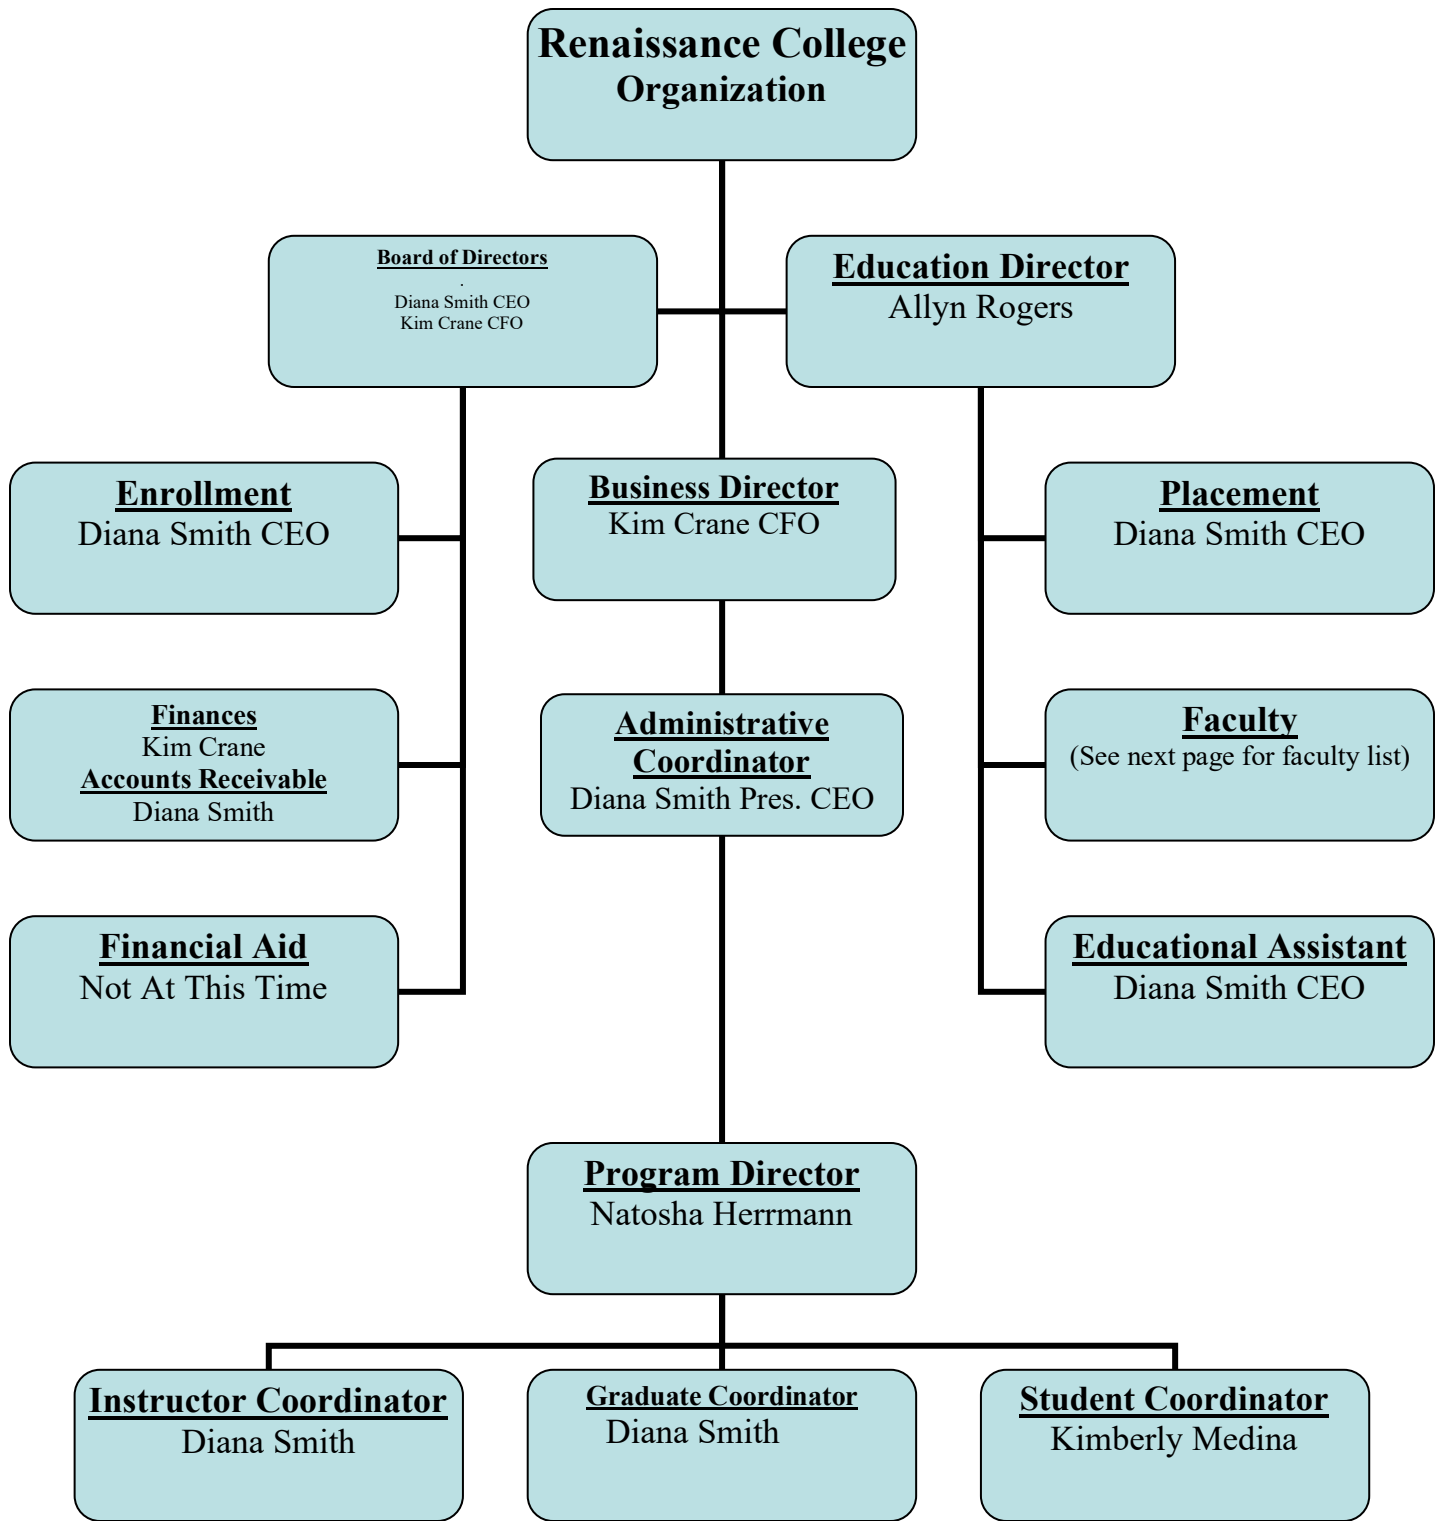 Renaissance College
Organization
Board of Directors
.
Diana Smith CEO
Kim Crane CFO
Education Director
Allyn Rogers
Enrollment
Diana Smith CEO
Business Director
Kim Crane CFO
Placement
Diana Smith CEO
Finances
Kim Crane
Accounts Receivable
Diana Smith
Administrative
Coordinator
Diana Smith Pres. CEO
Faculty
(See next page for faculty list)
Financial Aid
Not At This Time
Educational Assistant
Diana Smith CEO
Program Director
Natosha Herrmann
Instructor Coordinator
Diana Smith
Graduate Coordinator
Diana Smith
Student Coordinator
Kimberly Medina